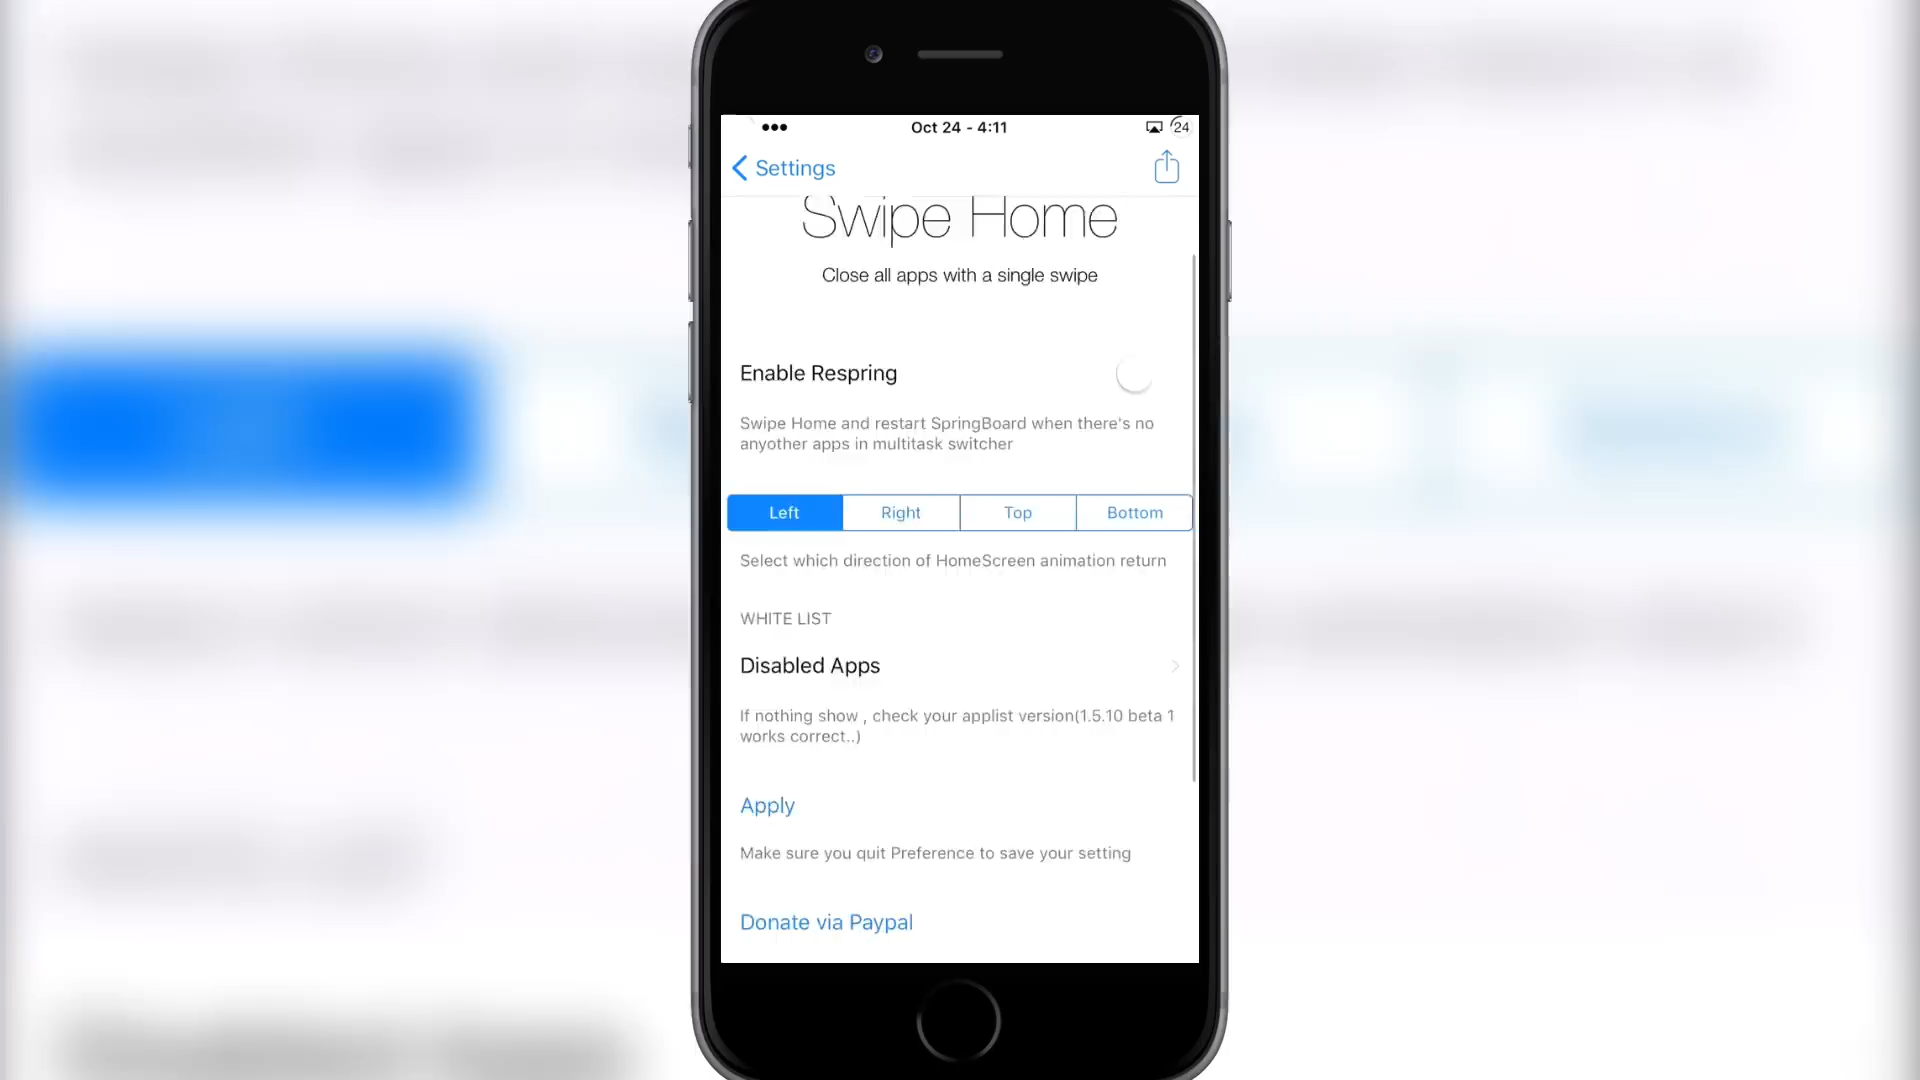 Oct 24 - 4:11
24
Settings
Swipe Home
Close all apps with a single swipe
Enable Respring
Swipe Home and restart SpringBoard when there's no
anyother apps in multitask switcher
Left
Right
Top
Bottom
Select which direction of HomeScreen animation return
WHITE LIST
Disabled Apps
If nothing show , check your applist version(1.5.10 beta 1
works correct..)
Apply
Make sure you quit Preference to save your setting
Donate via Paypal